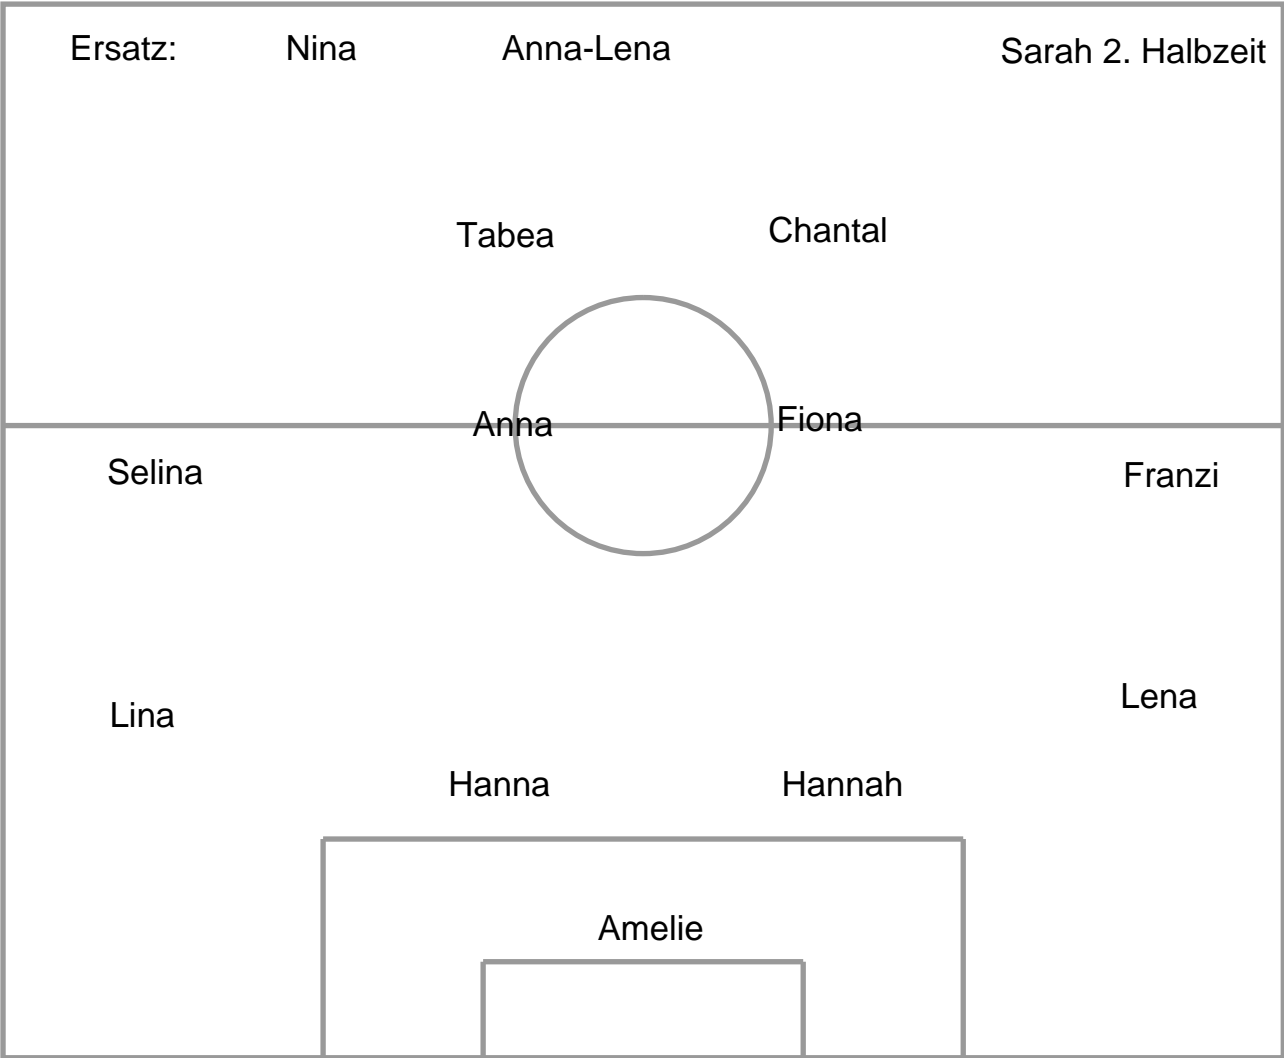 Ersatz: Nina Anna-Lena Sarah 2. Halbzeit
Tabea Chantal
Anna Fiona
Selina Franzi
Lina Lena
Hanna Hannah
Amelie